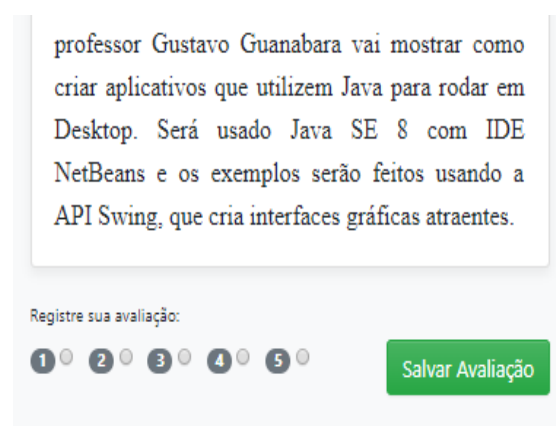 professor Gustavo Guanabara vai mostrar como
criar aplicativos que utilizem Java para rodar em
Desktop. Será usado Java SE 8 com IDE
NetBeans e os exemplos serão feitos usando a
API Swing, que cria interfaces gráficas atraentes.
Registre sua avaliação:
1 2 3 4 5
Salvar Avaliação